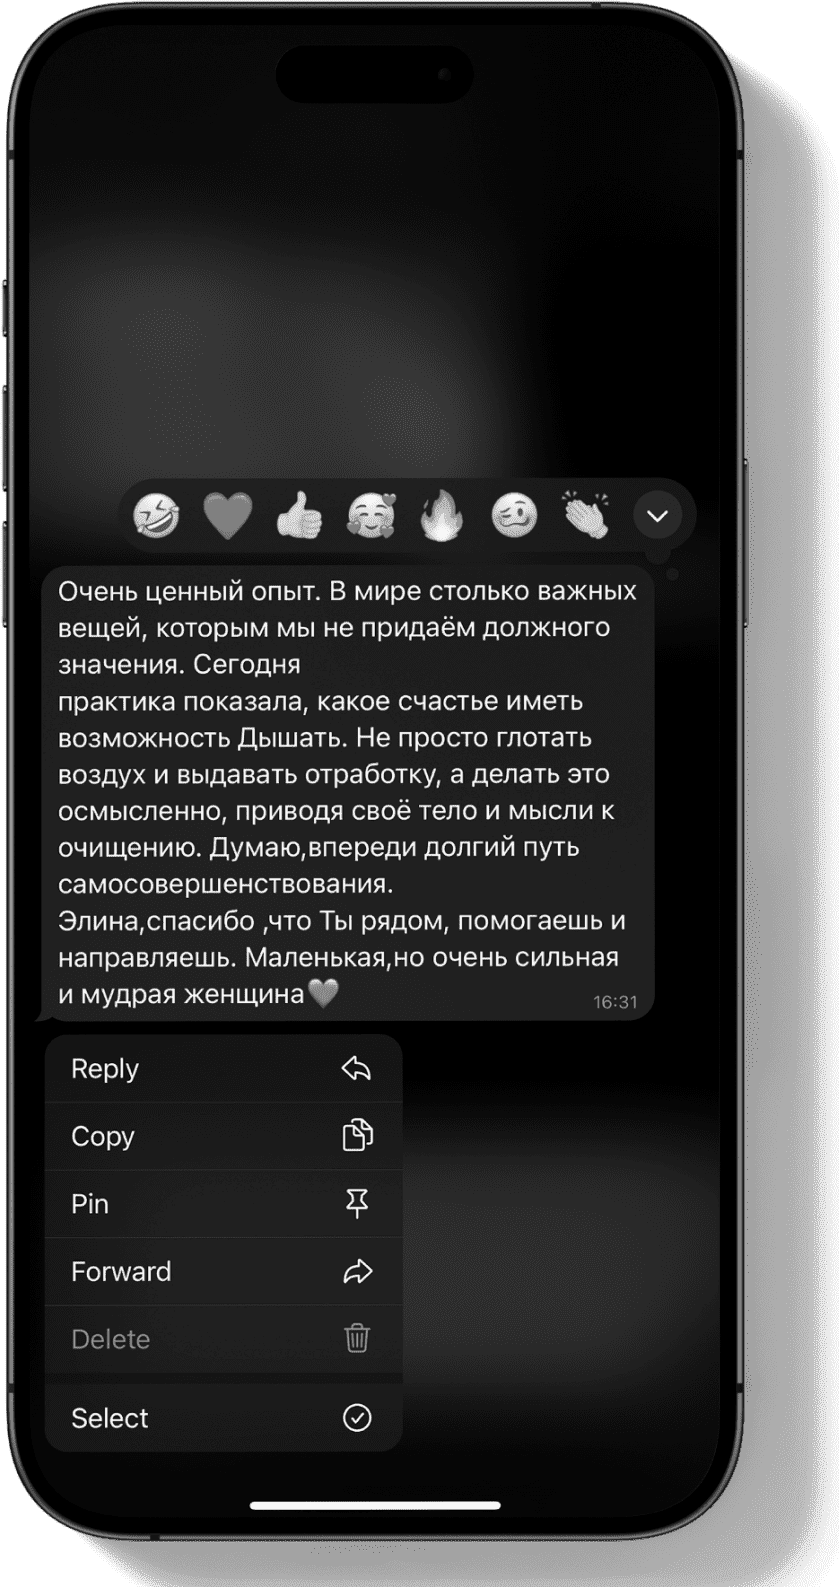 Очень ценный опыт. В мире столько важных
вещей, которым мы не придаём должного
значения. Сегодня
практика показала, какое счастье иметь
возможность Дышать. Не просто глотать
воздух и выдавать отработку, а делать это
осмысленно, приводя своё тело и мысли к
очищению. Думаю,впереди долгий путь
самосовершенствования.
Элина,спасибо ,что Ты рядом, помогаешь и
направляешь. Маленькая,но очень сильная
и мудрая женщина🩶
16:31
Reply
Copy
Pin
Forward
Delete
Select